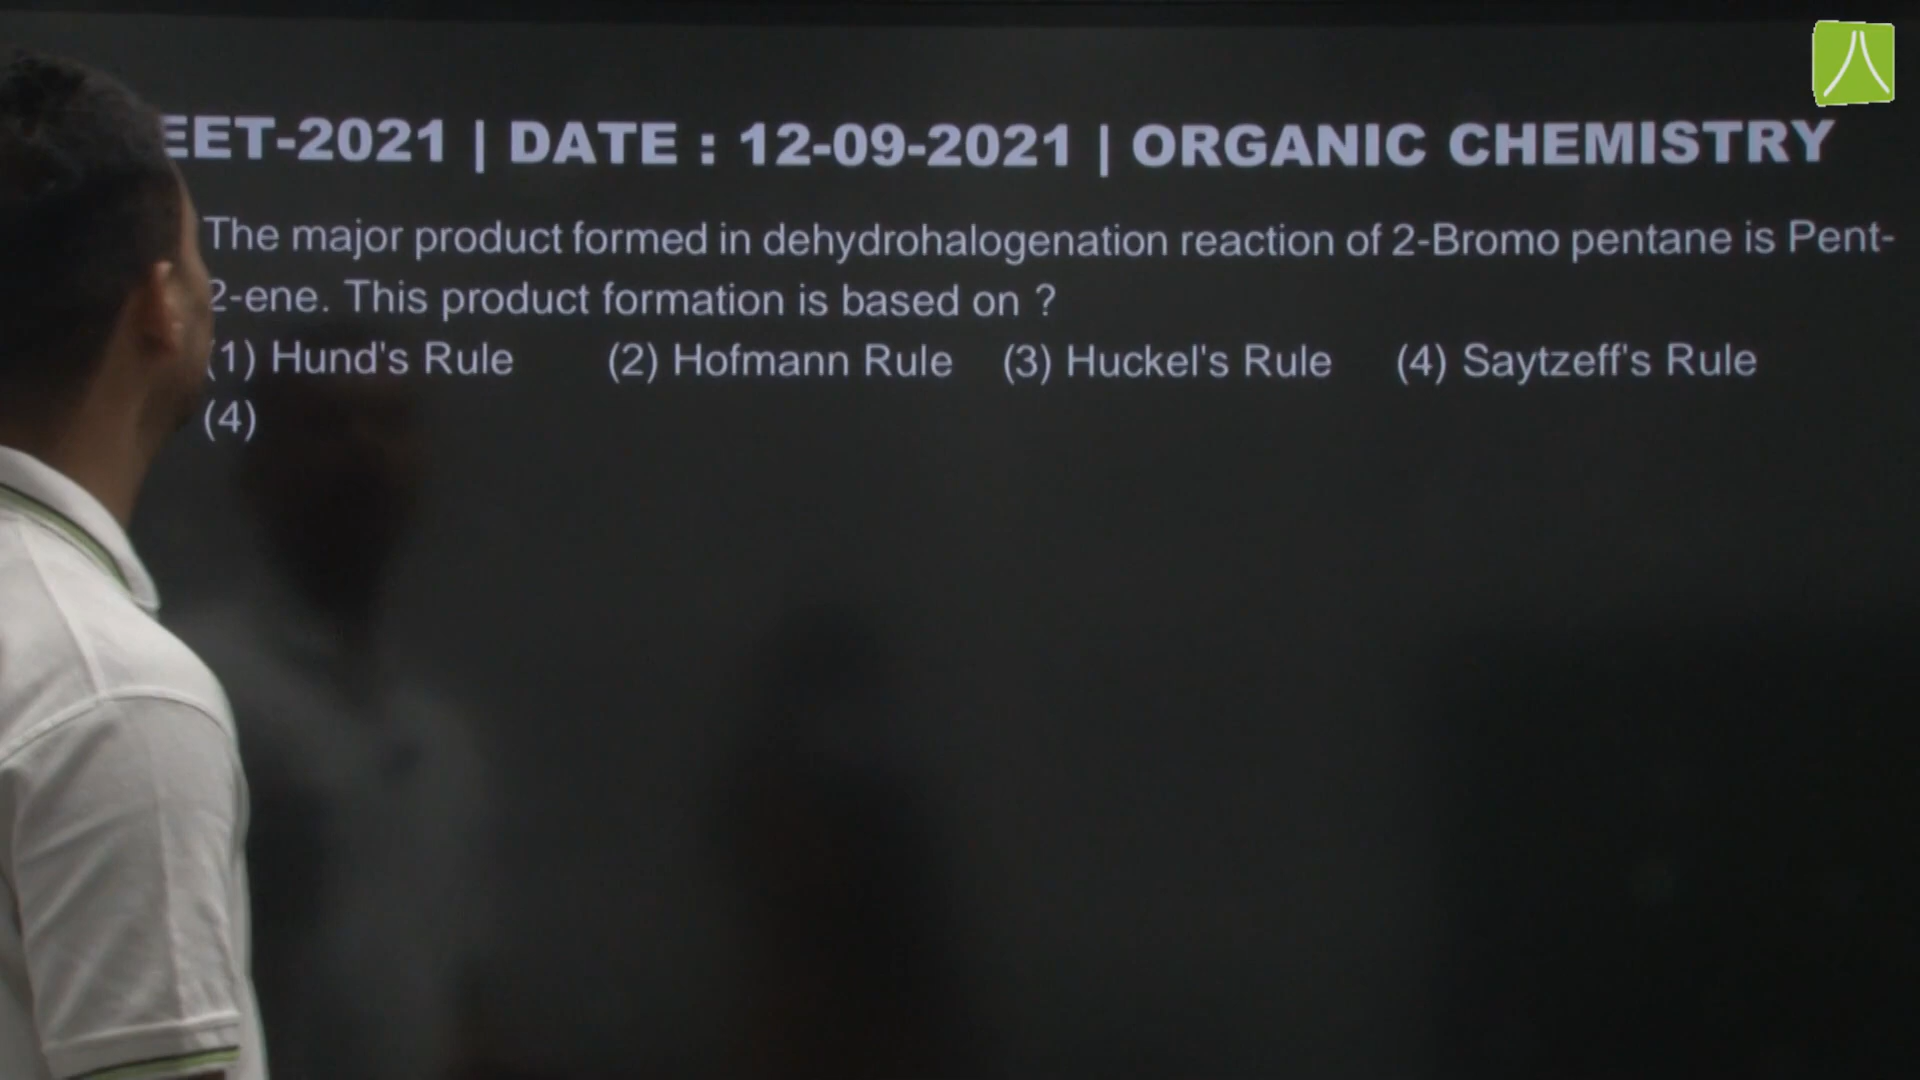 EET-2021 | DATE : 12-09-2021 | ORGANIC CHEMISTRY
The major product formed in dehydrohalogenation reaction of 2-Bromo pentane is Pent-
2-ene. This product formation is based on ?
(1) Hund's Rule (2) Hofmann Rule (3) Huckel's Rule (4) Saytzeff's Rule
(4)